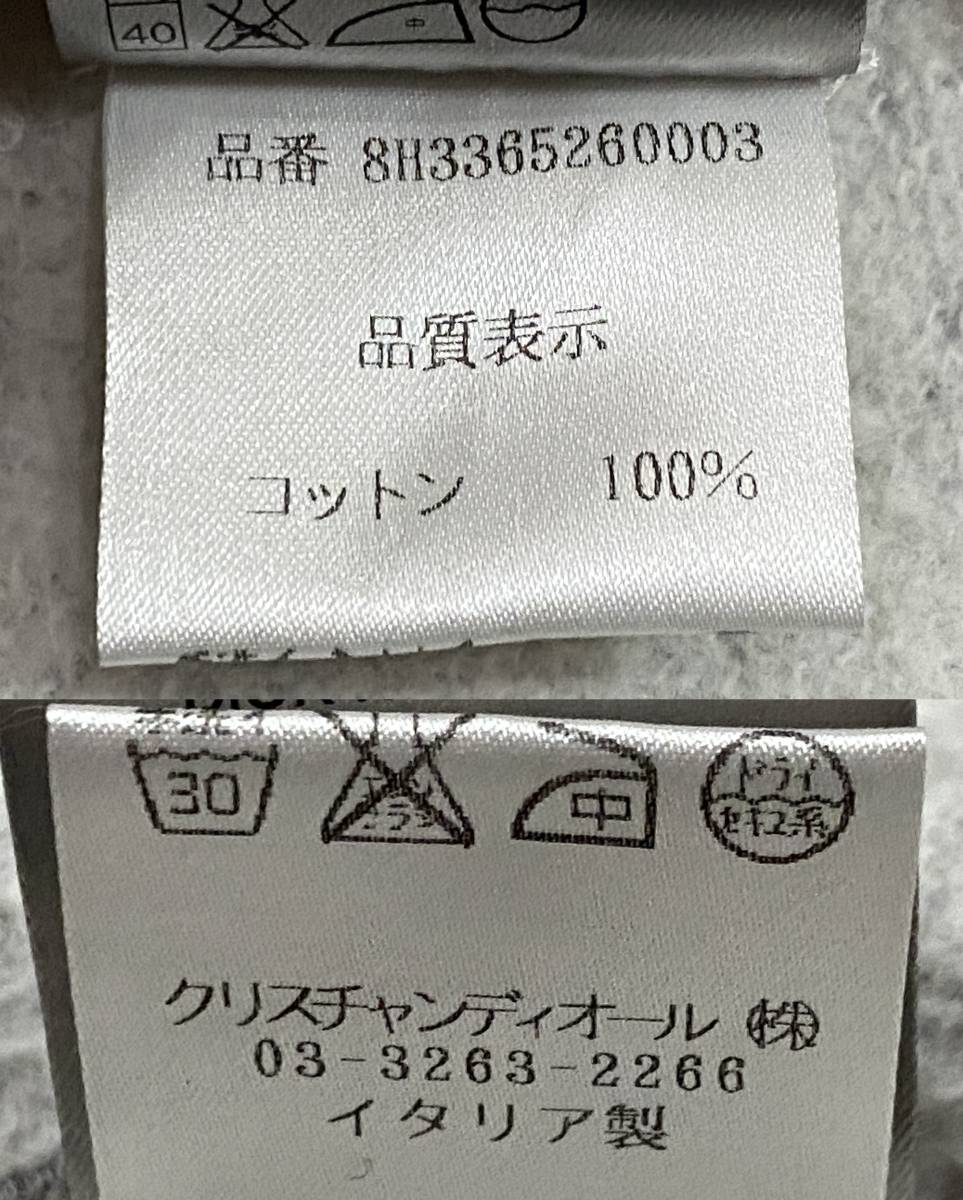 40 中
品番 8H3365260003
品質表示
コットン 100%
30 中 ドライ
セキユ系
クリスチャンディオール ㈱
03-3263-2266
イタリア製